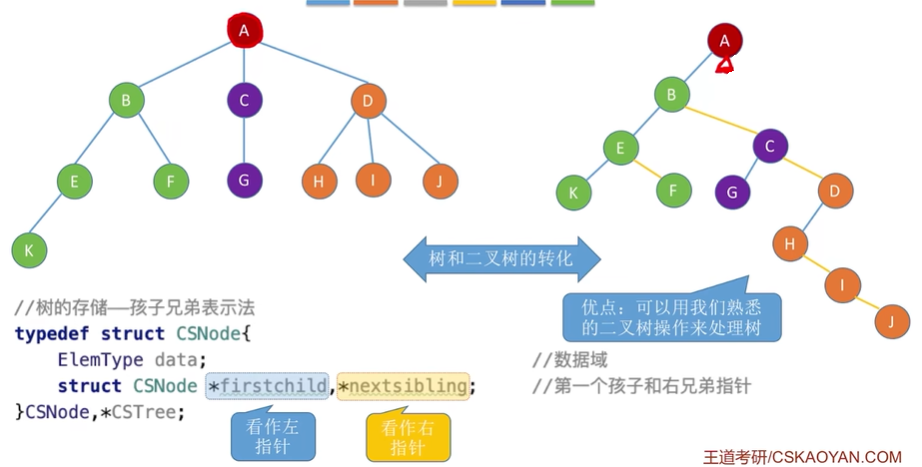 A
A
B
C
D
B
E
C
E
F
G
H
I
J
K
F
G
D
K
H
树和二叉树的转化
I
//树的存储——孩子兄弟表示法
优点：可以用我们熟悉
的二叉树操作来处理树
J
typedef struct CSNode{
ElemType data; //数据域
struct CSNode *firstchild,*nextsibling; //第一个孩子和右兄弟指针
}CSNode,*CSTree;
看作左
指针
看作右
指针
王道考研/CSKAOYAN.COM